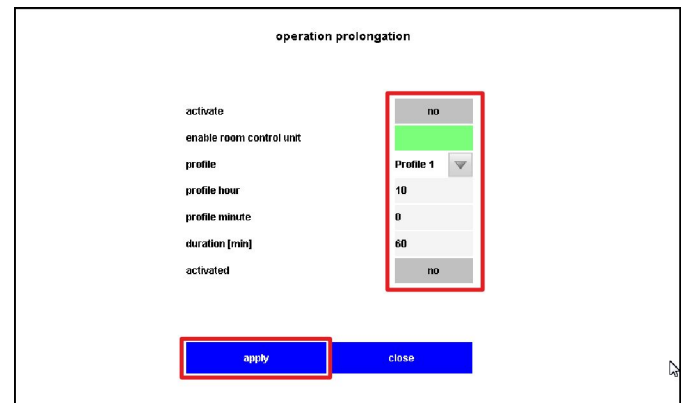 operation prolongation
activate no
enable room control unit
profile Profile 1
profile hour 10
profile minute 0
duration [min] 60
activated no
apply close